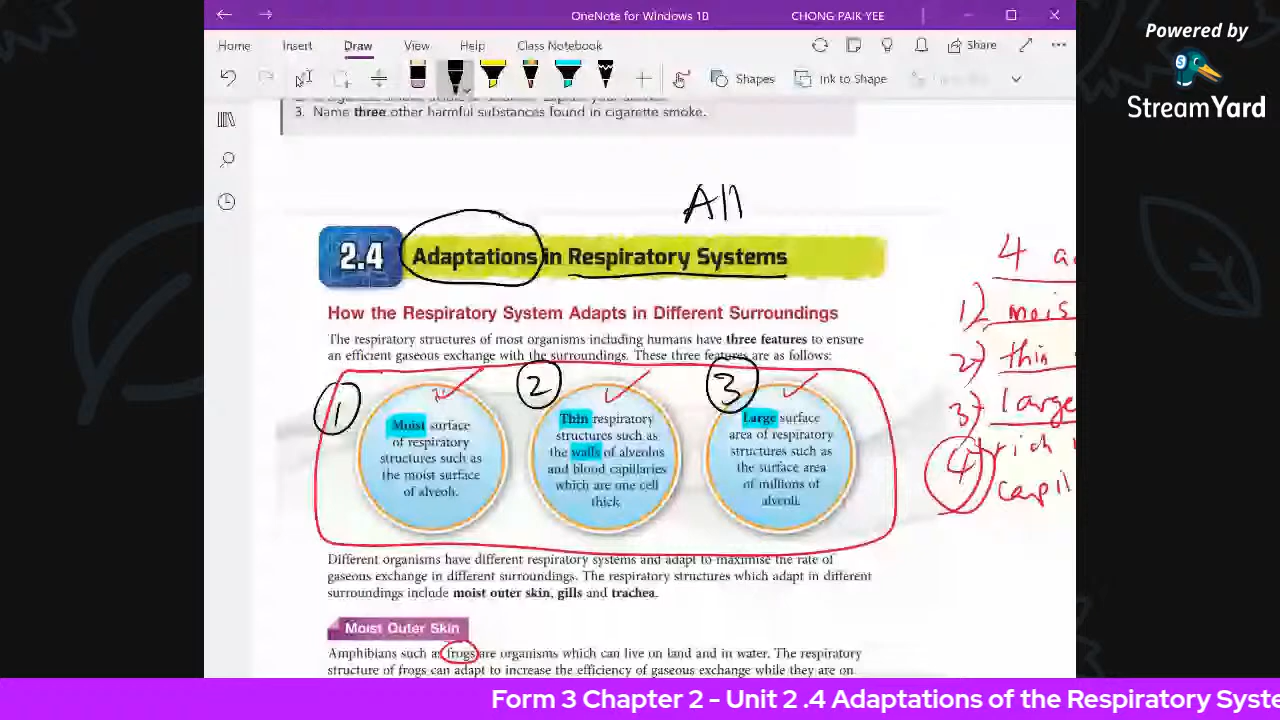 OneNote for Windows 10
CHONG PAIK YEE
Powered by
StreamYard
Home Insert Draw View Help Class Notebook Share
Shapes Ink to Shape
3. Name three other harmful substances found in cigarette smoke.
All
2.4 Adaptations in Respiratory Systems
How the Respiratory System Adapts in Different Surroundings
The respiratory structures of most organisms including humans have three features to ensure
an efficient gaseous exchange with the surroundings. These three features are as follows:
1
Moist surface
of respiratory
structures such as
the moist surface
of alveoli.
2
Thin respiratory
structures such as
the walls of alveolus
and blood capillaries
which are one cell
thick.
3
Large surface
area of respiratory
structures such as
the surface area
of millions of
alveoli.
4 a
1) mois
2) thin
3) large
4 rich
capil
Different organisms have different respiratory systems and adapt to maximise the rate of
gaseous exchange in different surroundings. The respiratory structures which adapt in different
surroundings include moist outer skin, gills and trachea.
Moist Outer Skin
Amphibians such as frogs are organisms which can live on land and in water. The respiratory
structure of frogs can adapt to increase the efficiency of gaseous exchange while they are on
Form 3 Chapter 2 - Unit 2 .4 Adaptations of the Respiratory Syste